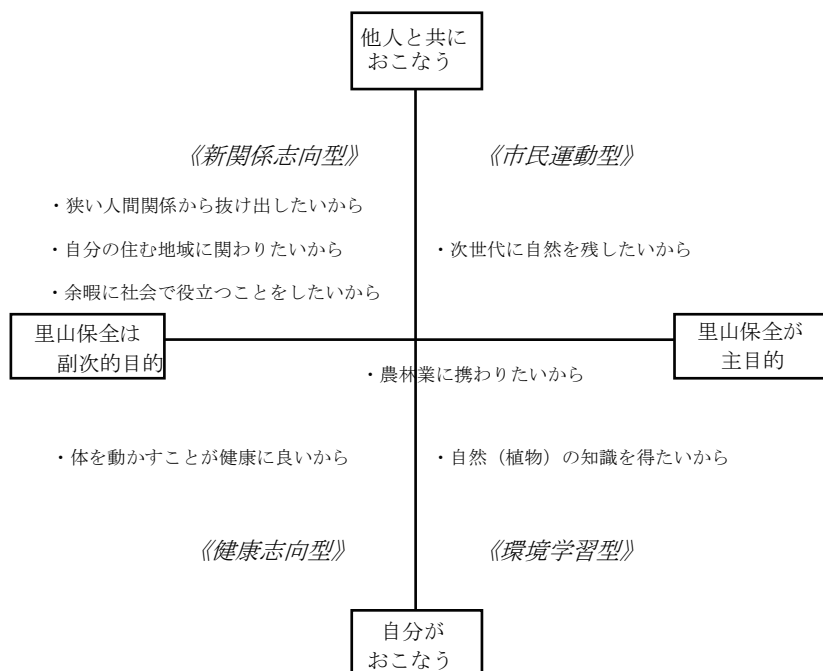 他人と共に
おこなう
《新関係志向型》
《市民運動型》
・狭い人間関係から抜け出したいから
・自分の住む地域に関わりたいから
・次世代に自然を残したいから
・余暇に社会で役立つことをしたいから
里山保全は
副次的目的
里山保全が
主目的
・農林業に携わりたいから
・体を動かすことが健康に良いから
・自然（植物）の知識を得たいから
《健康志向型》
《環境学習型》
自分が
おこなう